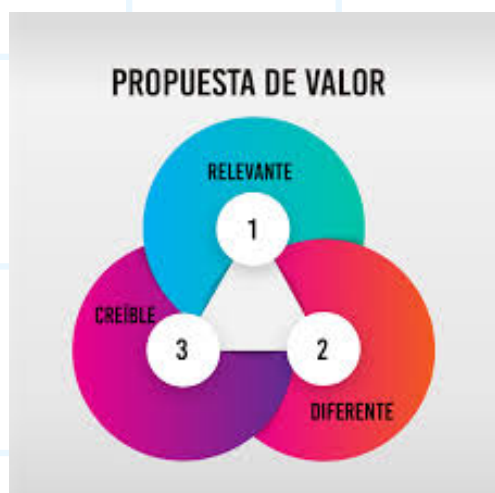 PROPUESTA DE VALOR
RELEVANTE
1
CREÍBLE
3
2
DIFERENTE